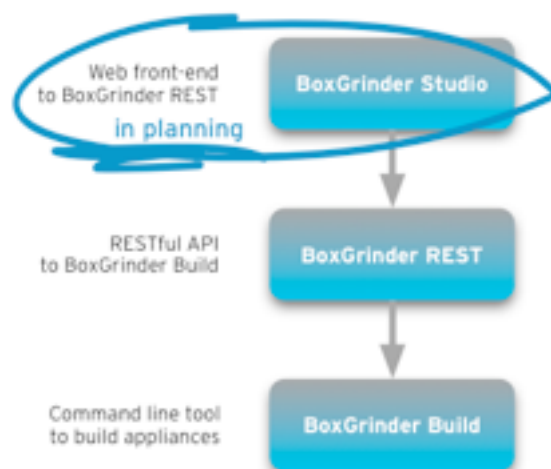 Web front-end
to BoxGrinder REST
in planning
BoxGrinder Studio
RESTful API
to BoxGrinder Build
BoxGrinder REST
Command line tool
to build appliances
BoxGrinder Build